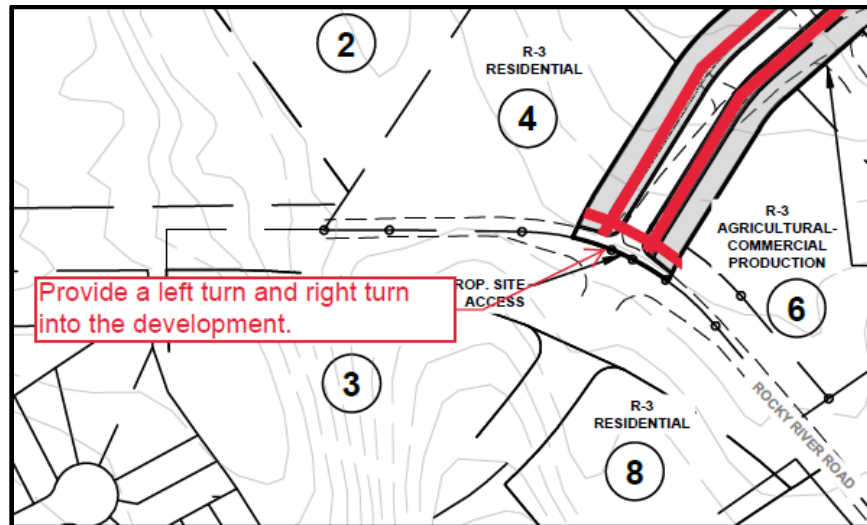 2
R-3
RESIDENTIAL
4
R-3
AGRICULTURAL-
COMMERCIAL
PRODUCTION
6
Provide a left turn and right turn
into the development.
ROP. SITE
ACCESS
3
R-3
RESIDENTIAL
8
ROCKY RIVER ROAD